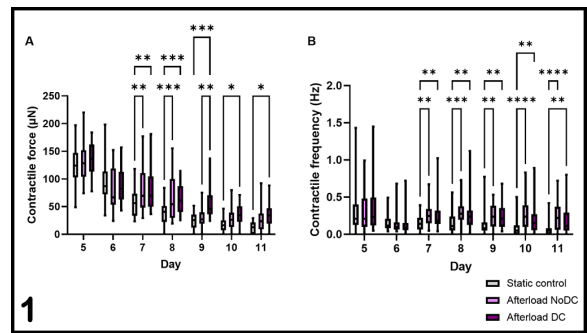 A
B
***
** ***
** *** ** * *
Contractile force (µN)
250
200
150
100
50
0
5 6 7 8 9 10 11
Day
**
** ** ** ****
** *** ** **** **
Contractile frequency (Hz)
2.0
1.5
1.0
0.5
0.0
5 6 7 8 9 10 11
Day
Static control
Afterload NoDC
Afterload DC
1